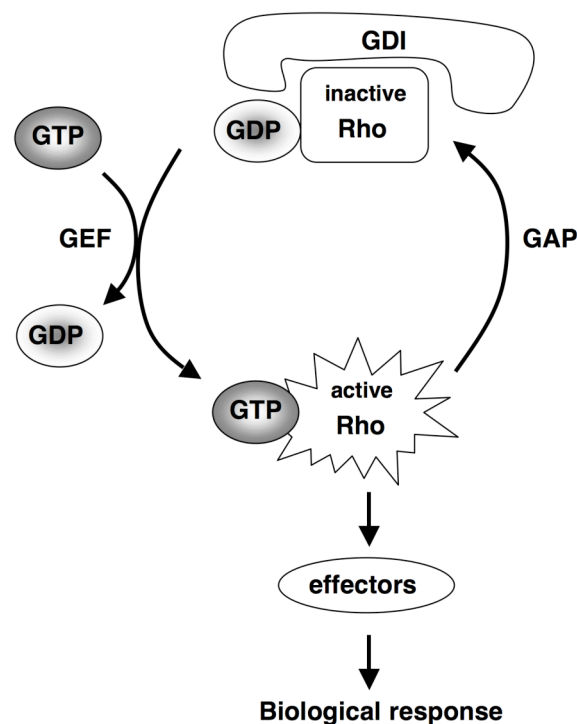 GDI
inactive
Rho
GDP
GTP
GEF
GAP
GDP
GTP
active
Rho
effectors
Biological response